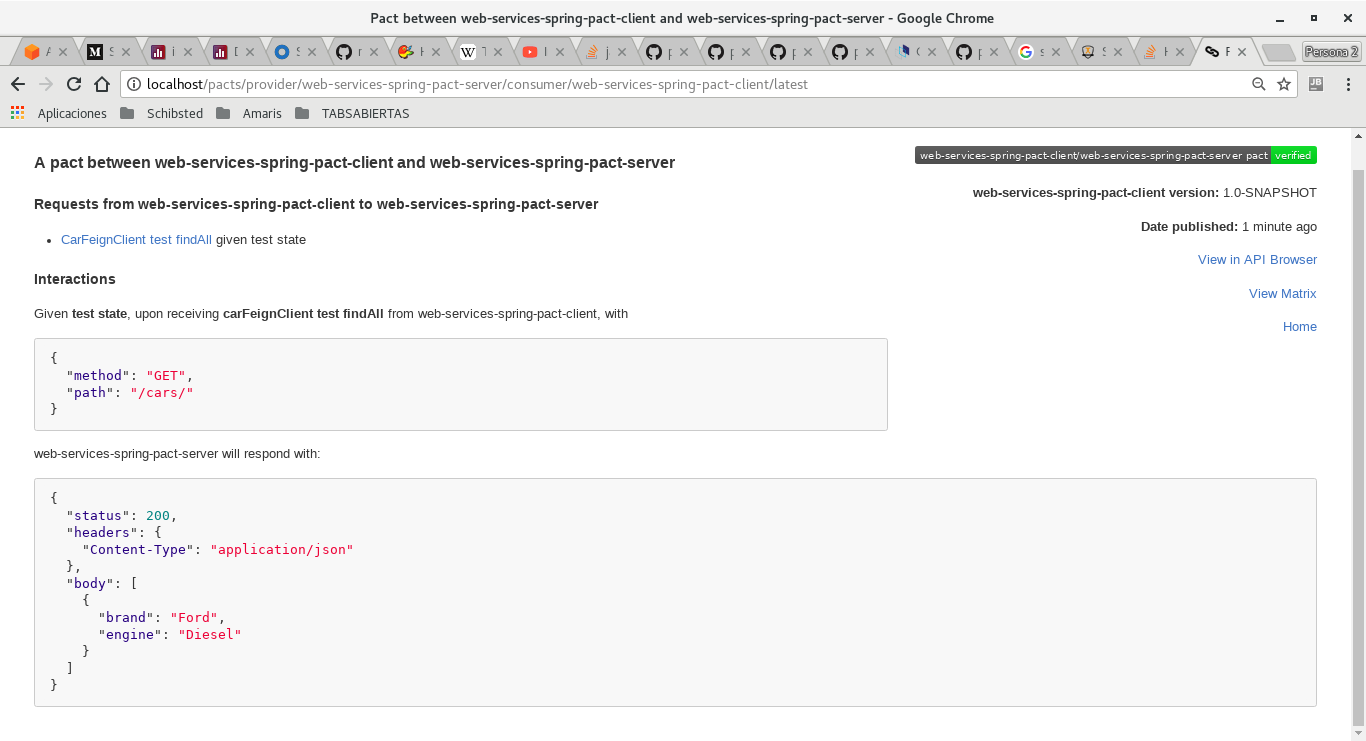 Pact between web-services-spring-pact-client and web-services-spring-pact-server - Google Chrome
Persona 2
localhost/pacts/provider/web-services-spring-pact-server/consumer/web-services-spring-pact-client/latest
Aplicaciones Schibsted Amaris TABSABIERTAS
A pact between web-services-spring-pact-client and web-services-spring-pact-server
web-services-spring-pact-client/web-services-spring-pact-server pact verified
web-services-spring-pact-client version: 1.0-SNAPSHOT
Requests from web-services-spring-pact-client to web-services-spring-pact-server
Date published: 1 minute ago
CarFeignClient test findAll given test state
View in API Browser
Interactions
View Matrix
Given test state, upon receiving carFeignClient test findAll from web-services-spring-pact-client, with
Home
{
"method": "GET",
"path": "/cars/"
}
web-services-spring-pact-server will respond with:
{
"status": 200,
"headers": {
"Content-Type": "application/json"
},
"body": [
{
"brand": "Ford",
"engine": "Diesel"
}
]
}